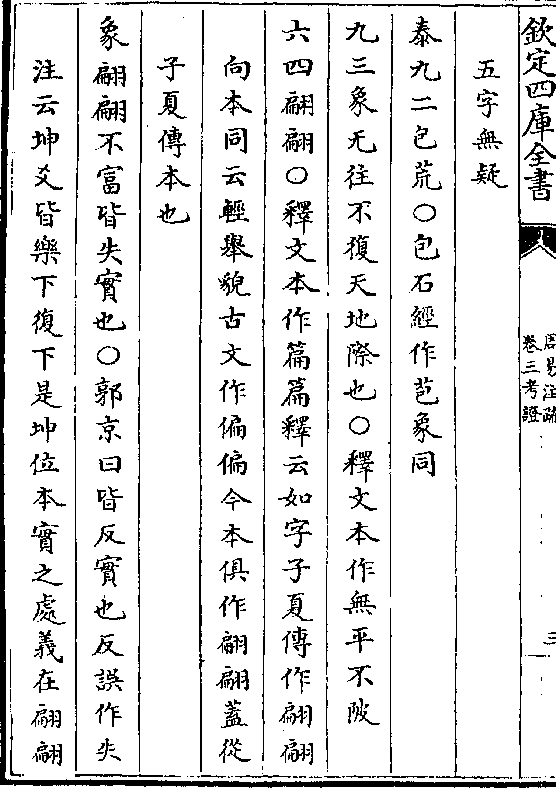 欽定四庫全書
周易注疏
卷三考證
三
五字無疑
泰九二包荒○包石經作苞象同
九三象无往不復天地際也○釋文本作無平不陂
六四翩翩○釋文本作篇篇釋云如字子夏傳作翩翩
向本同云輕舉貌古文作偏偏今本俱作翩翩蓋從
子夏傳本也
象翩翩不富皆失實也○郭京曰皆反實也反誤作失
注云坤爻皆樂下復下是坤位本實之處義在翩翩